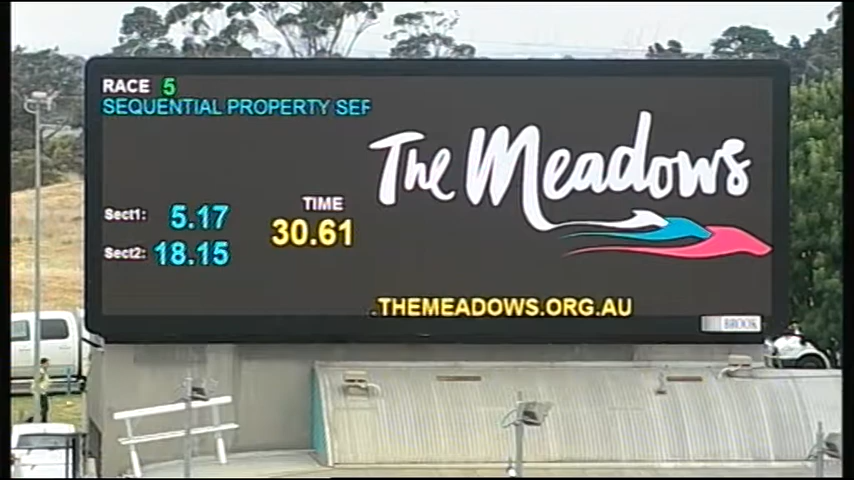 RACE 5
SEQUENTIAL PROPERTY SER
The Meadows
Sect1: 5.17
TIME
30.61
Sect2: 18.15
.THEMEADOWS.ORG.AU
BROOK